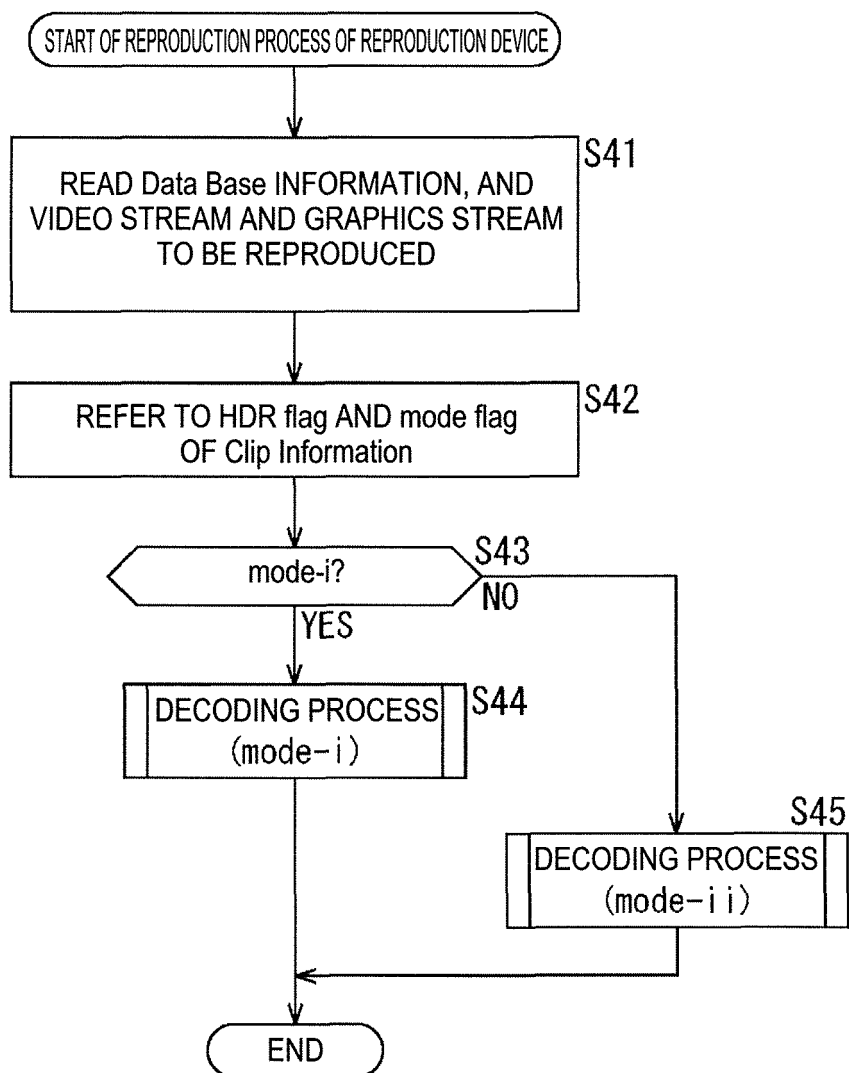 START OF REPRODUCTION PROCESS OF REPRODUCTION DEVICE
S41
READ Data Base INFORMATION, AND
VIDEO STREAM AND GRAPHICS STREAM
TO BE REPRODUCED
S42
REFER TO HDR flag AND mode flag
OF Clip Information
S43
mode-i?
NO
YES
S44
DECODING PROCESS
(mode-i)
S45
DECODING PROCESS
(mode-ii)
END